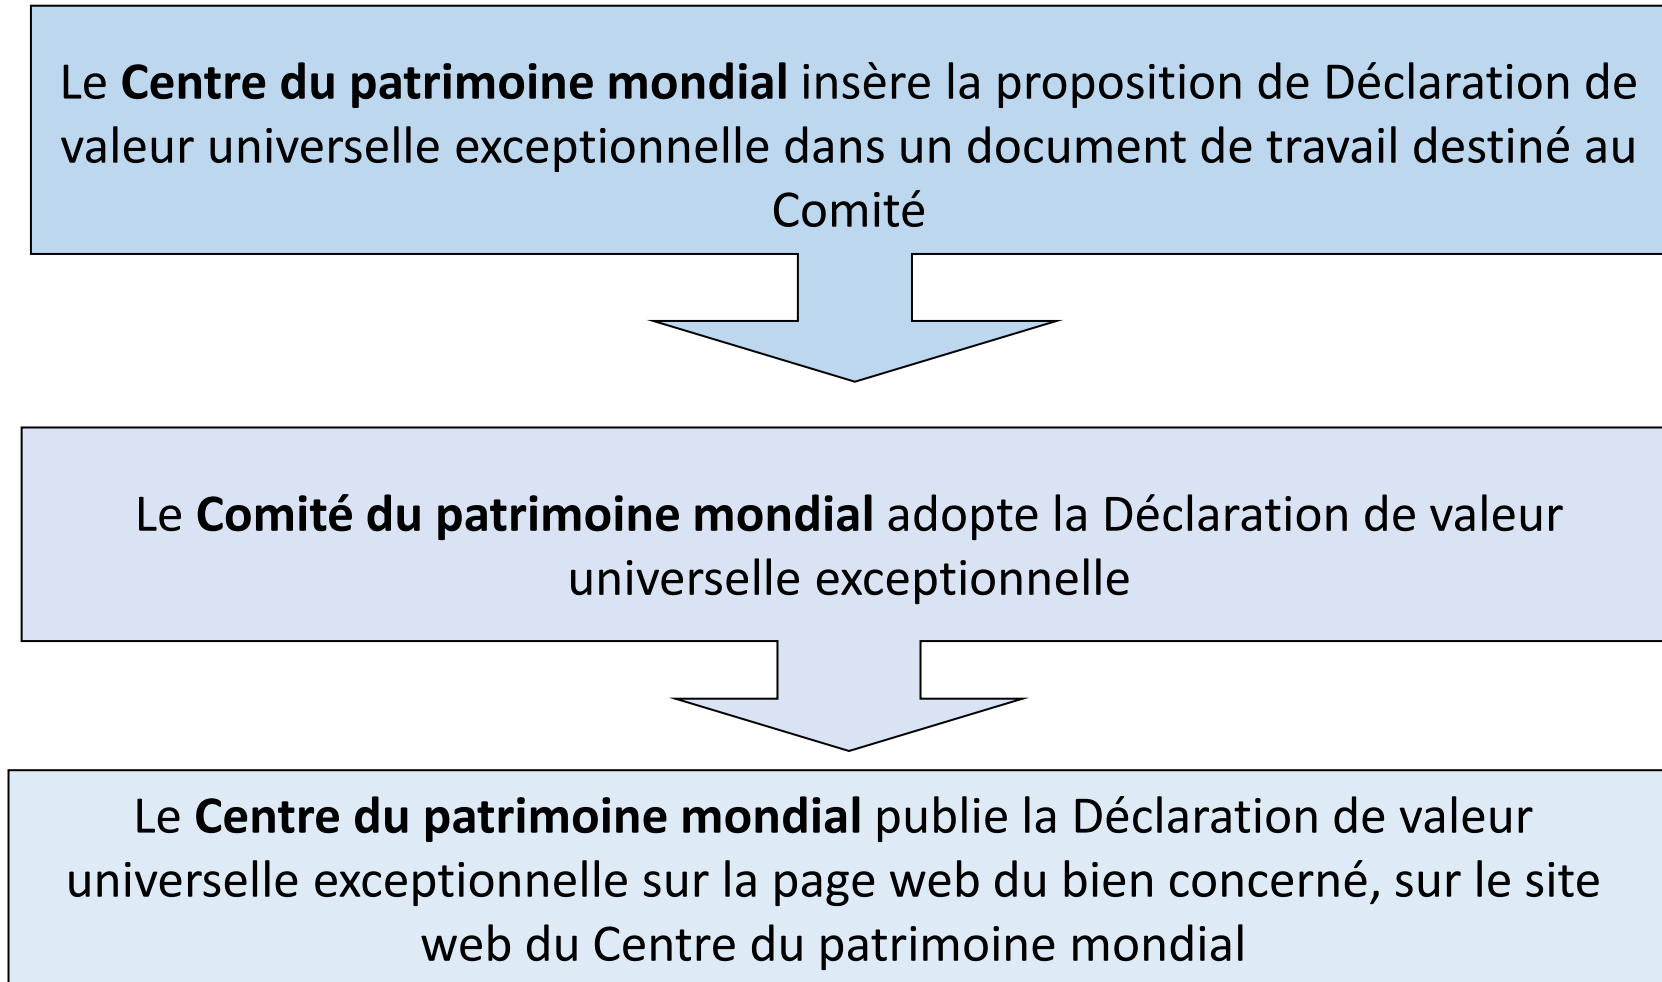 Le Centre du patrimoine mondial insère la proposition de Déclaration de
valeur universelle exceptionnelle dans un document de travail destiné au
Comité
Le Comité du patrimoine mondial adopte la Déclaration de valeur
universelle exceptionnelle
Le Centre du patrimoine mondial publie la Déclaration de valeur
universelle exceptionnelle sur la page web du bien concerné, sur le site
web du Centre du patrimoine mondial